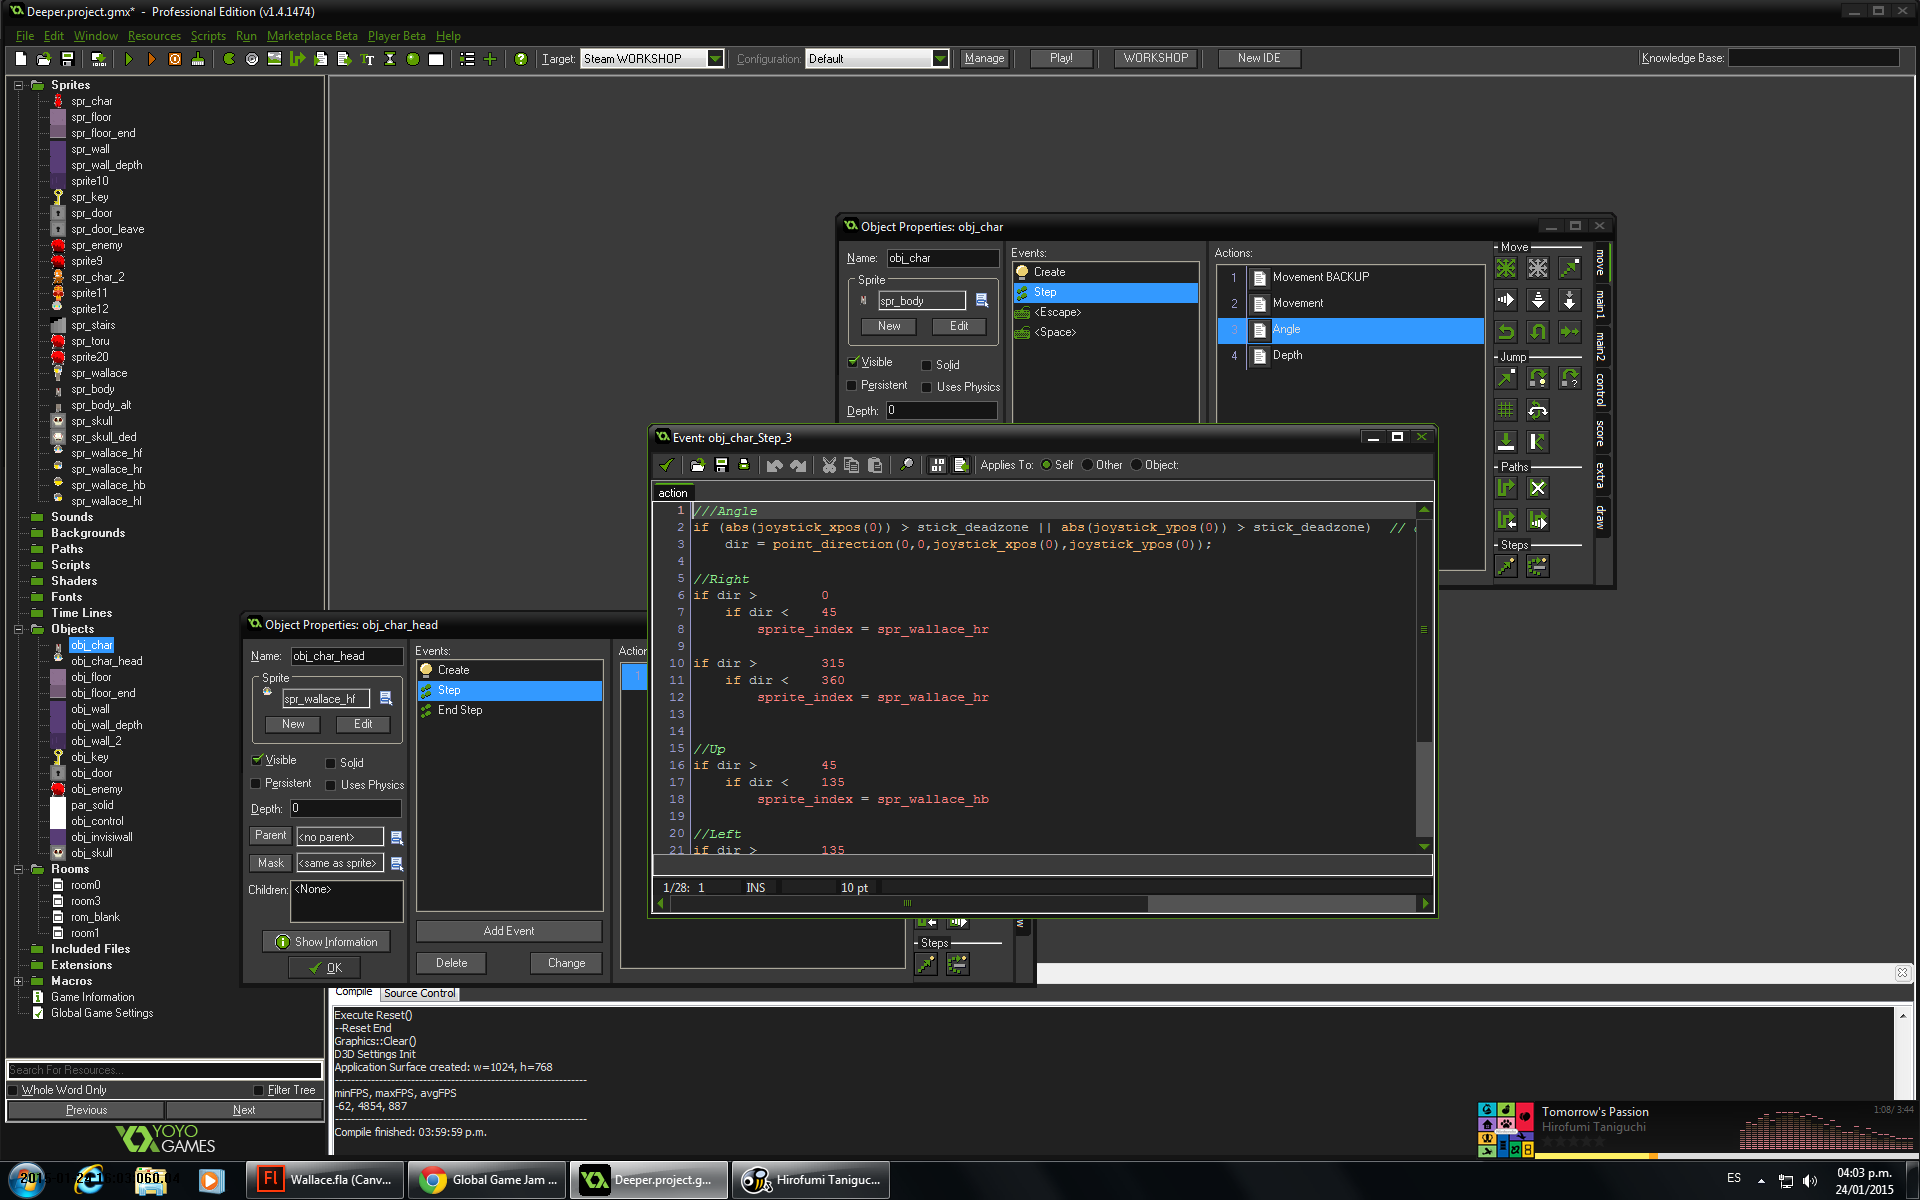 Deeper.project.gmx* - Professional Edition (v1.4.1474)
File Edit Window Resources Scripts Run Marketplace Beta Player Beta Help
Target: Steam WORKSHOP Configuration: Default Manage Play! WORKSHOP New IDE Knowledge Base:
Sprites
spr_char
spr_floor
spr_floor_end
spr_wall
spr_wall_depth
sprite10
spr_key
spr_door
spr_door_leave
spr_enemy
sprite9
spr_char_2
sprite11
sprite12
spr_stairs
spr_toru
sprite20
spr_wallace
spr_body
spr_body_alt
spr_skull
spr_skull_ded
spr_wallace_hf
spr_wallace_hr
spr_wallace_hb
spr_wallace_hl
Sounds
Backgrounds
Paths
Scripts
Shaders
Fonts
Time Lines
Objects
obj_char
obj_char_head
obj_floor
obj_floor_end
obj_wall
obj_wall_depth
obj_wall_2
obj_key
obj_door
obj_enemy
par_solid
obj_control
obj_invisiwall
obj_skull
Rooms
room0
room3
rom_blank
room1
Included Files
Extensions
Macros
Game Information
Global Game Settings
Search For Resources...
Whole Word Only Filter Tree
Previous Next
YOYO
GAMES
Object Properties: obj_char
Name: obj_char
Sprite
spr_body
New Edit
Visible Solid
Persistent Uses Physics
Depth: 0
Events:
Create
Step
<Escape>
<Space>
Actions:
1 Movement BACKUP
2 Movement
3 Angle
4 Depth
Move
Jump
Paths
Steps
move
main1
main2
control
score
extra
draw
Event: obj_char_Step_3
Applies To: Self Other Object:
action
1 ///Angle
2 if (abs(joystick_xpos(0)) > stick_deadzone || abs(joystick_ypos(0)) > stick_deadzone) //
3 dir = point_direction(0,0,joystick_xpos(0),joystick_ypos(0));
4
5 //Right
6 if dir > 0
7 if dir < 45
8 sprite_index = spr_wallace_hr
9
10 if dir > 315
11 if dir < 360
12 sprite_index = spr_wallace_hr
13
14
15 //Up
16 if dir > 45
17 if dir < 135
18 sprite_index = spr_wallace_hb
19
20 //Left
21 if dir > 135
1/28: 1 INS 10 pt
Object Properties: obj_char_head
Name: obj_char_head
Sprite
spr_wallace_hf
New Edit
Visible Solid
Persistent Uses Physics
Depth: 0
Parent <no parent>
Mask <same as sprite>
Children: <None>
Show Information
OK
Events:
Create
Step
End Step
Add Event
Delete Change
Action
1
Steps
Compile Source Control
Execute Reset()
--Reset End
Graphics::Clear()
D3D Settings Init
Application Surface created: w=1024, h=768
minFPS, maxFPS, avgFPS
-62, 4854, 887
Compile finished: 03:59:59 p.m.
Tomorrow's Passion
Hirofumi Taniguchi
1:08/ 3:44
Wallace.fla (Canv...
Global Game Jam ...
Deeper.project.g...
Hirofumi Taniguc...
ES
04:03 p.m.
24/01/2015